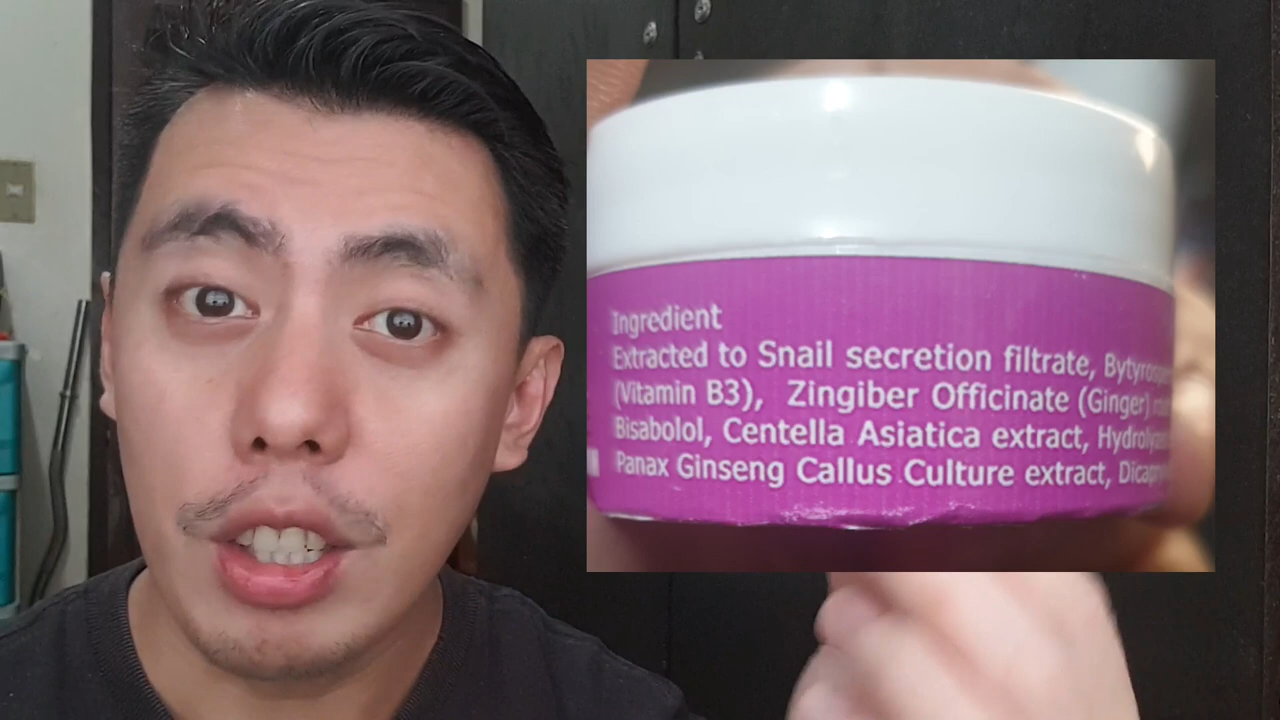 Ingredient
Extracted to Snail secretion filtrate,
(Vitamin B3), Zingiber Officinate (Ginger)
Bisabolol, Centella Asiatica extract,
Panax Ginseng Callus Culture extract,